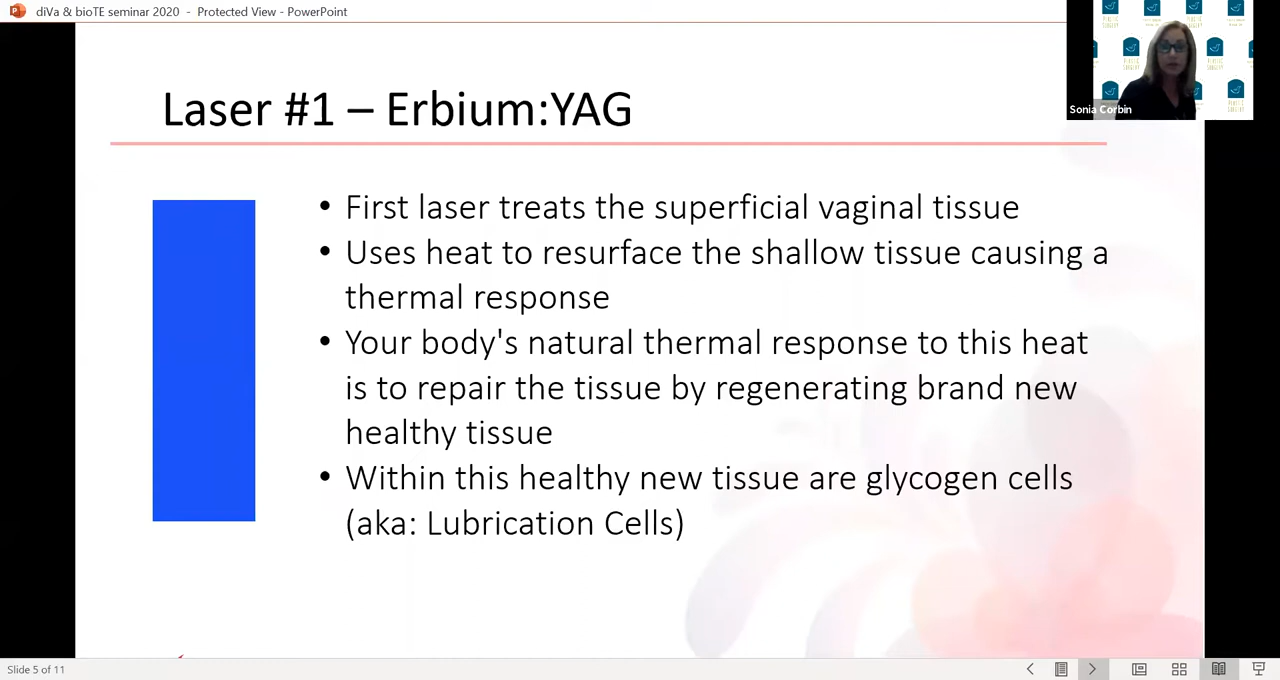 diVa & bioTE seminar 2020 - Protected View - PowerPoint
Sonia Corbin
Laser #1 – Erbium:YAG
• First laser treats the superficial vaginal tissue
• Uses heat to resurface the shallow tissue causing a
thermal response
• Your body's natural thermal response to this heat
is to repair the tissue by regenerating brand new
healthy tissue
• Within this healthy new tissue are glycogen cells
(aka: Lubrication Cells)
Slide 5 of 11